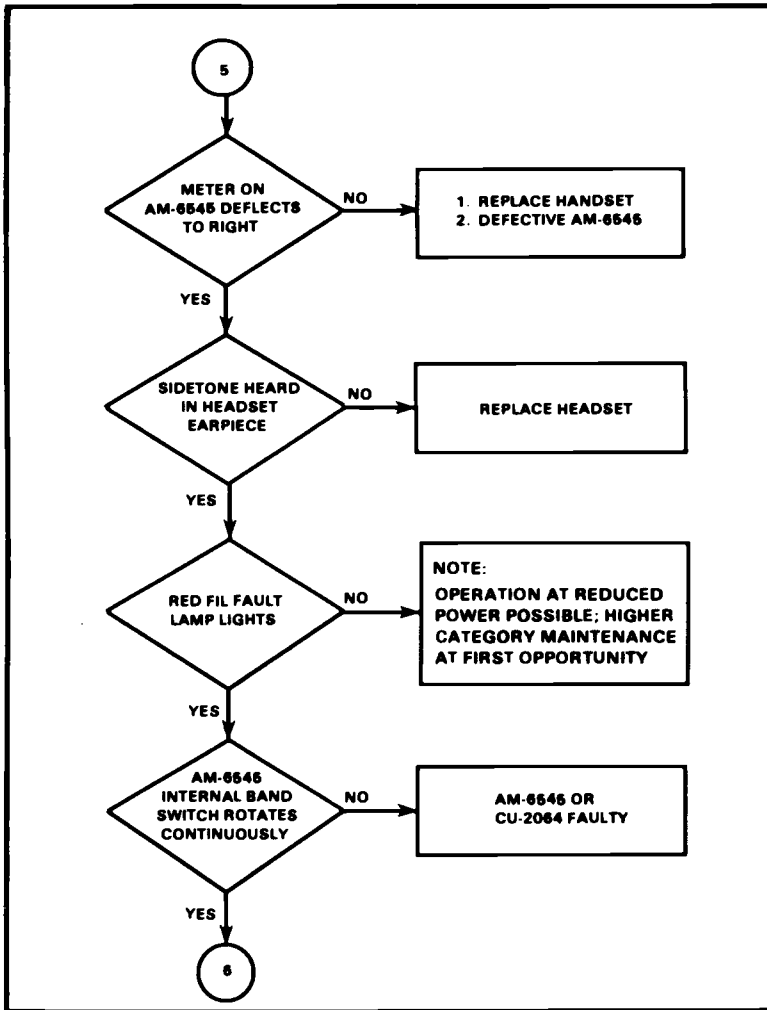 5
METER ON
AM-6545 DEFLECTS
TO RIGHT
NO
1. REPLACE HANDSET
2. DEFECTIVE AM-6545
YES
SIDETONE HEARD
IN HEADSET
EARPIECE
NO
REPLACE HEADSET
YES
RED FIL FAULT
LAMP LIGHTS
NO
NOTE:
OPERATION AT REDUCED
POWER POSSIBLE; HIGHER
CATEGORY MAINTENANCE
AT FIRST OPPORTUNITY
YES
AM-6545
INTERNAL BAND
SWITCH ROTATES
CONTINUOUSLY
NO
AM-6545 OR
CU-2064 FAULTY
YES
6